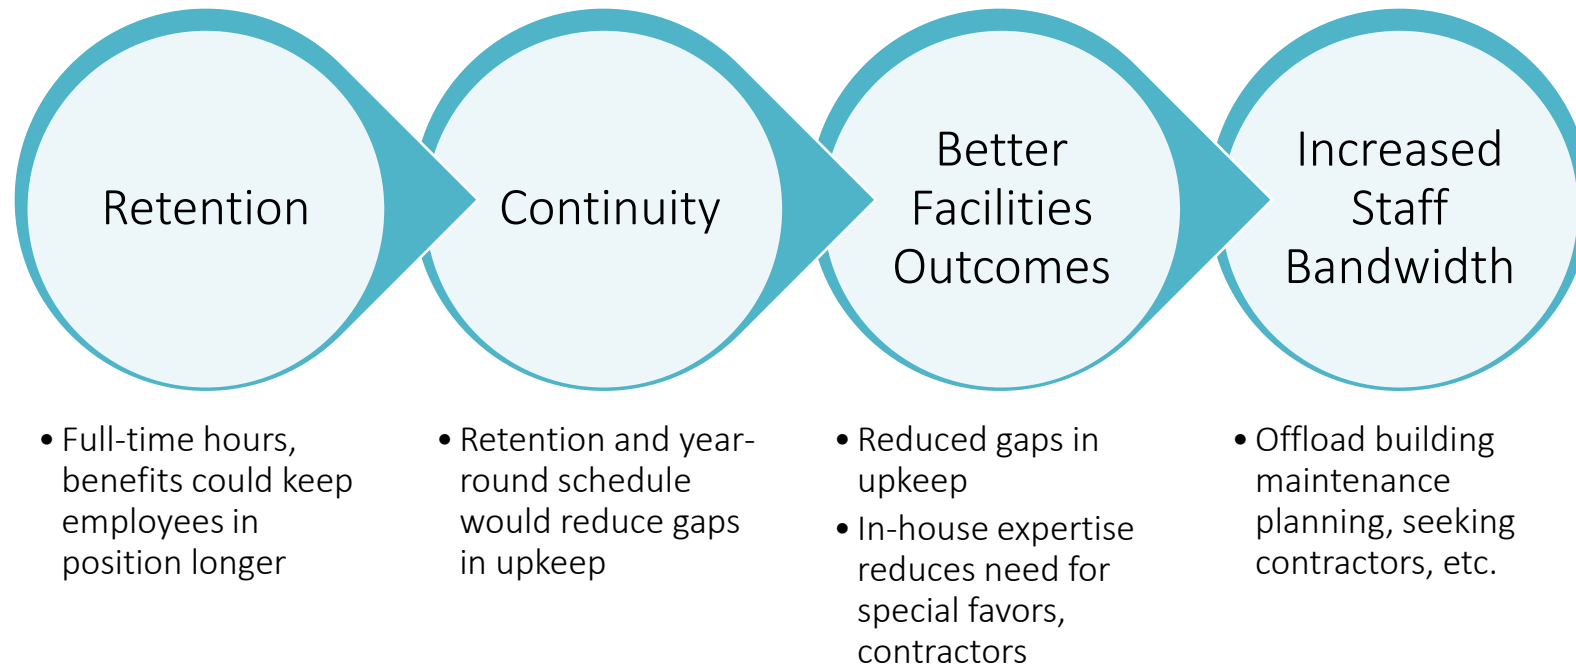 Retention
Continuity
Better
Facilities
Outcomes
Increased
Staff
Bandwidth
• Full-time hours,
benefits could keep
employees in
position longer
• Retention and year-
round schedule
would reduce gaps
in upkeep
• Reduced gaps in
upkeep
• In-house expertise
reduces need for
special favors,
contractors
• Offload building
maintenance
planning, seeking
contractors, etc.